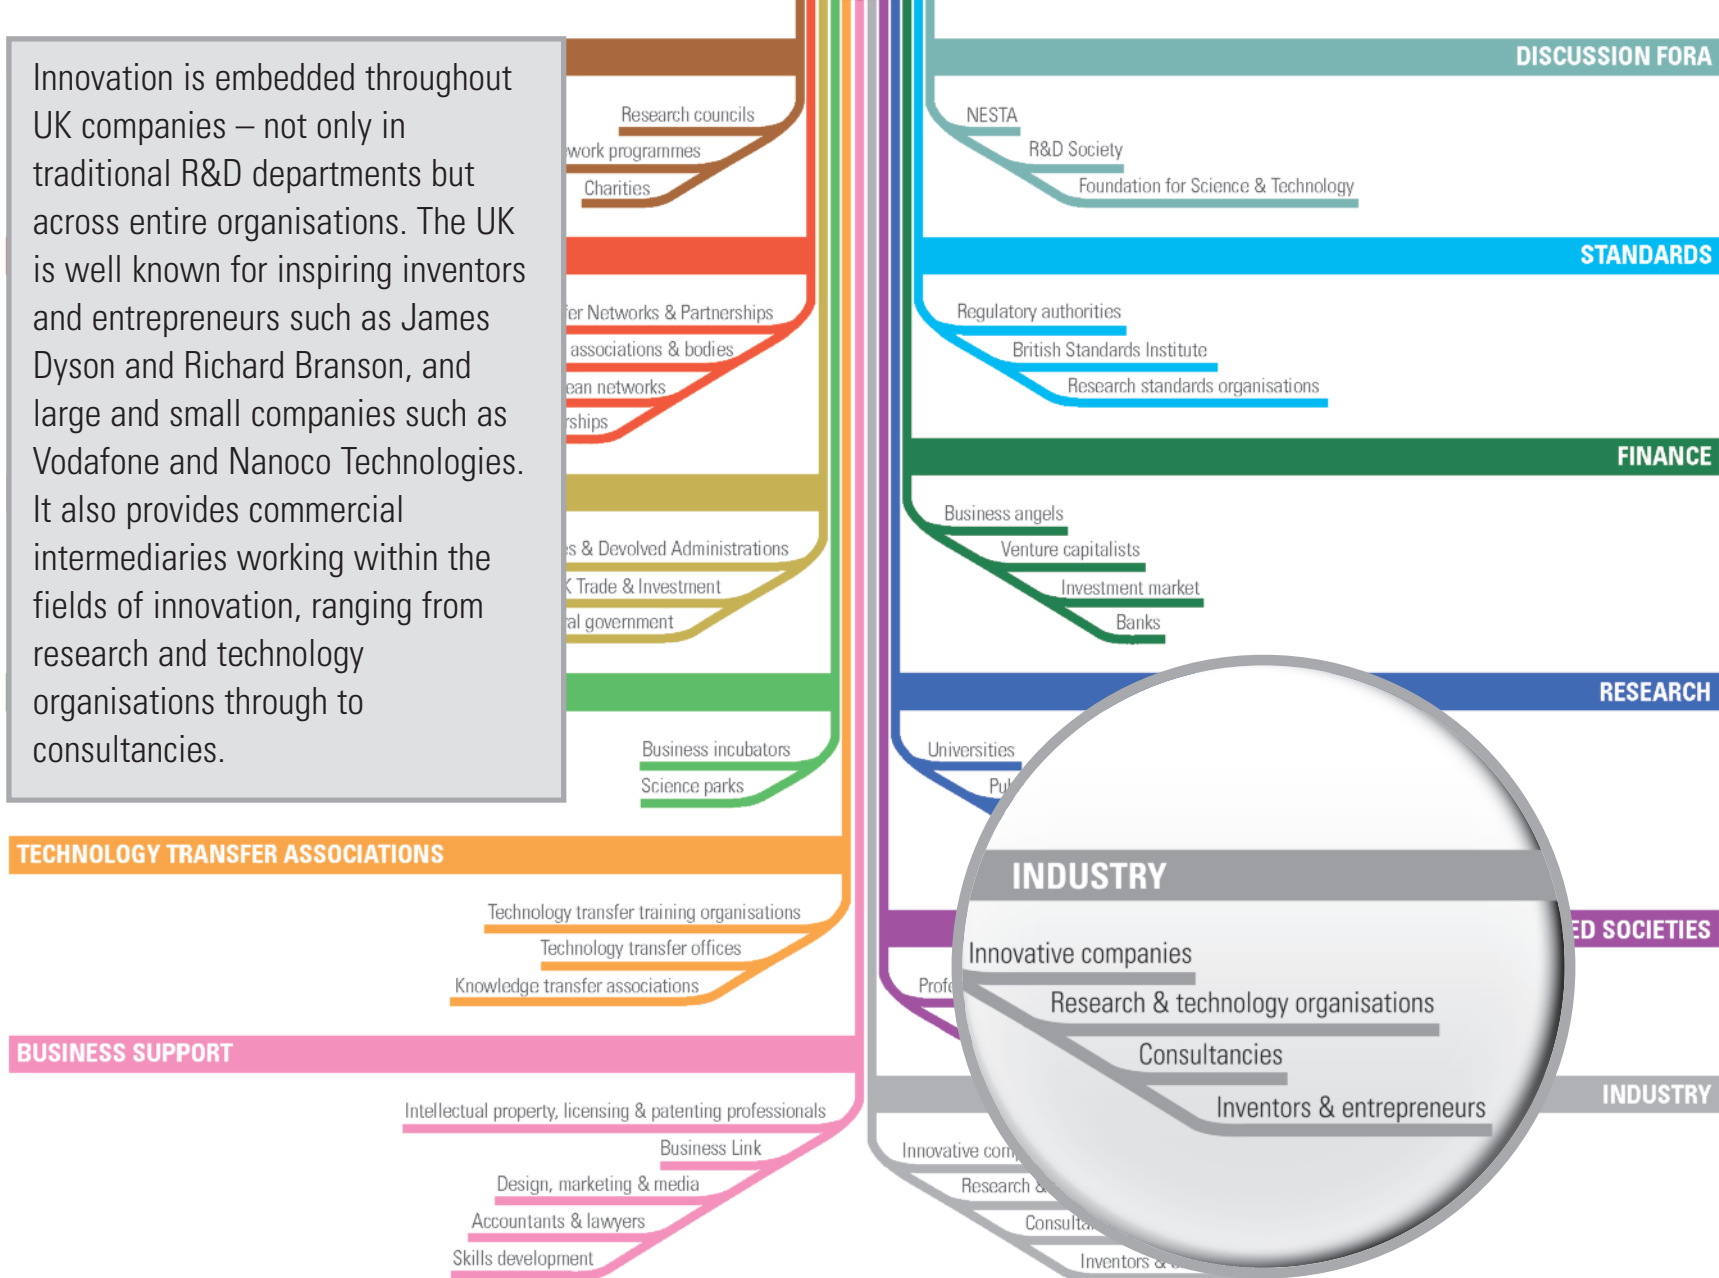 Innovation is embedded throughout
UK companies – not only in
traditional R&D departments but
across entire organisations. The UK
is well known for inspiring inventors
and entrepreneurs such as James
Dyson and Richard Branson, and
large and small companies such as
Vodafone and Nanoco Technologies.
It also provides commercial
intermediaries working within the
fields of innovation, ranging from
research and technology
organisations through to
consultancies.
Research councils
programmes
Charities
Networks & Partnerships
associations & bodies
networks
& Devolved Administrations
Trade & Investment
government
Business incubators
Science parks
TECHNOLOGY TRANSFER ASSOCIATIONS
Technology transfer training organisations
Technology transfer offices
Knowledge transfer associations
BUSINESS SUPPORT
Intellectual property, licensing & patenting professionals
Business Link
Design, marketing & media
Accountants & lawyers
Skills development
DISCUSSION FORA
NESTA
R&D Society
Foundation for Science & Technology
STANDARDS
Regulatory authorities
British Standards Institute
Research standards organisations
FINANCE
Business angels
Venture capitalists
Investment market
Banks
RESEARCH
Universities
SOCIETIES
INDUSTRY
Innovative companies
Research & technology organisations
Consultancies
Inventors & entrepreneurs
INDUSTRY
Innovative
Research &
Inventors &